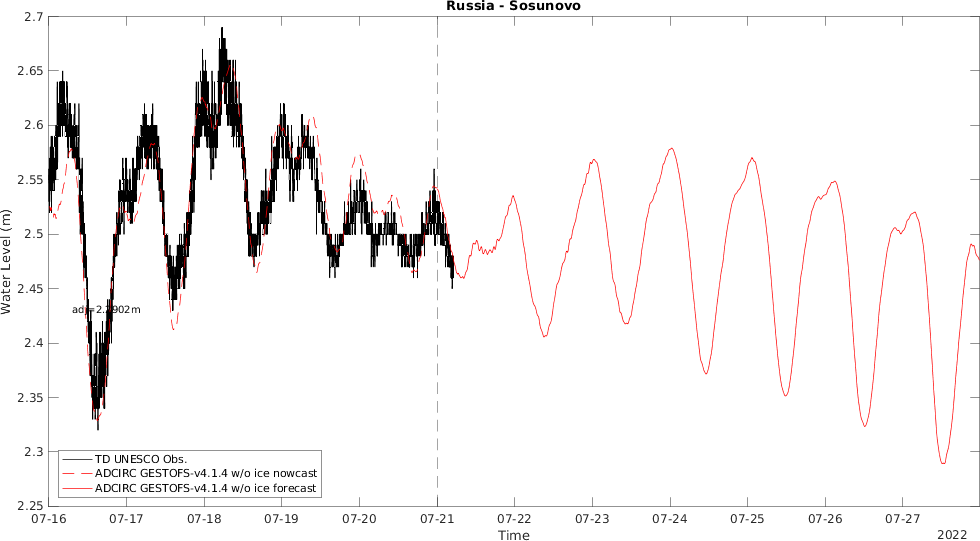 Russia - Sosunovo
2.7
2.65
2.6
2.55
2.5
2.45
2.4
2.35
2.3
2.25
Water Level (m)
TD UNESCO Obs.
ADCIRC GESTOFS-v4.1.4 w/o ice nowcast
ADCIRC GESTOFS-v4.1.4 w/o ice forecast
07-16 07-17 07-18 07-19 07-20 07-21 07-22 07-23 07-24 07-25 07-26 07-27
Time
2022